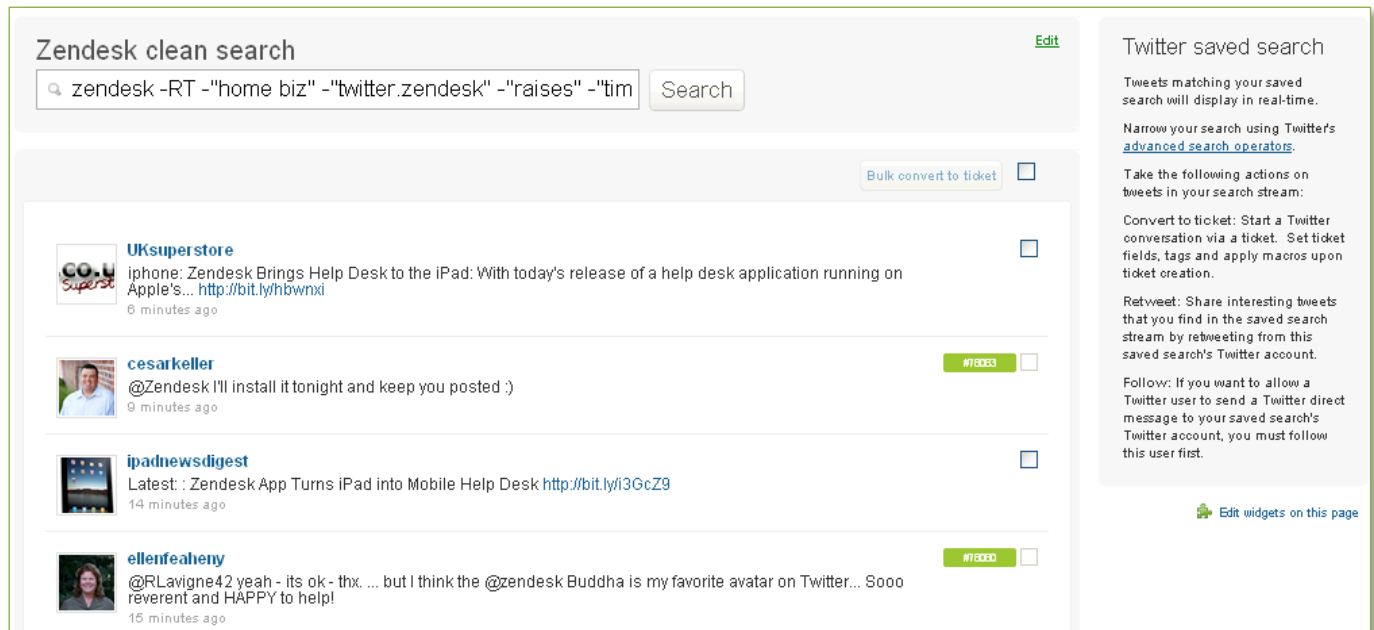 Zendesk clean search
Edit
zendesk -RT -"home biz" -"twitter.zendesk" -"raises" -"tim
Search
Bulk convert to ticket
UKsuperstore
iphone: Zendesk Brings Help Desk to the iPad: With today's release of a help desk application running on
Apple's... http://bit.ly/hbwnxi
6 minutes ago
cesarkeller
#78083
@Zendesk I'll install it tonight and keep you posted :)
9 minutes ago
ipadnewsdigest
Latest: : Zendesk App Turns iPad into Mobile Help Desk http://bit.ly/i3GcZ9
14 minutes ago
ellenfeaheny
#78080
@RLavigne42 yeah - its ok - thx. ... but I think the @zendesk Buddha is my favorite avatar on Twitter... Sooo
reverent and HAPPY to help!
15 minutes ago
Twitter saved search
Tweets matching your saved
search will display in real-time.
Narrow your search using Twitter's
advanced search operators.
Take the following actions on
tweets in your search stream:
Convert to ticket: Start a Twitter
conversation via a ticket. Set ticket
fields, tags and apply macros upon
ticket creation.
Retweet: Share interesting tweets
that you find in the saved search
stream by retweeting from this
saved search's Twitter account.
Follow: If you want to allow a
Twitter user to send a Twitter direct
message to your saved search's
Twitter account, you must follow
this user first.
Edit widgets on this page